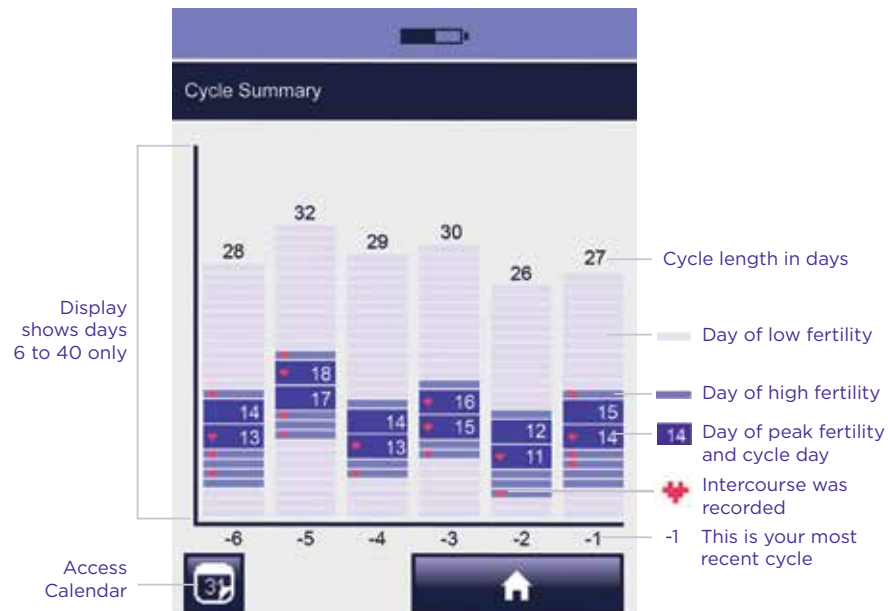 Cycle Summary
32
28
29
30
26
27
Cycle length in days
Display
shows days
6 to 40 only
Day of low fertility
18
17
16
15
14
13
14
13
12
11
15
14
Day of high fertility
14
Day of peak fertility
and cycle day
Intercourse was
recorded
-6
-5
-4
-3
-2
-1
-1
This is your most
recent cycle
Access
Calendar
31